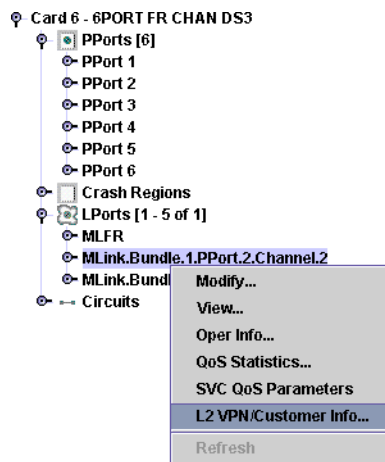 Card 6 - 6PORT FR CHAN DS3
PPorts [6]
PPort 1
PPort 2
PPort 3
PPort 4
PPort 5
PPort 6
Crash Regions
LPorts [1 - 5 of 1]
MLFR
MLink.Bundle.1.PPort.2.Channel.2
MLink.Bundl
Circuits
Modify...
View...
Oper Info...
QoS Statistics...
SVC QoS Parameters
L2 VPN/Customer Info...
Refresh